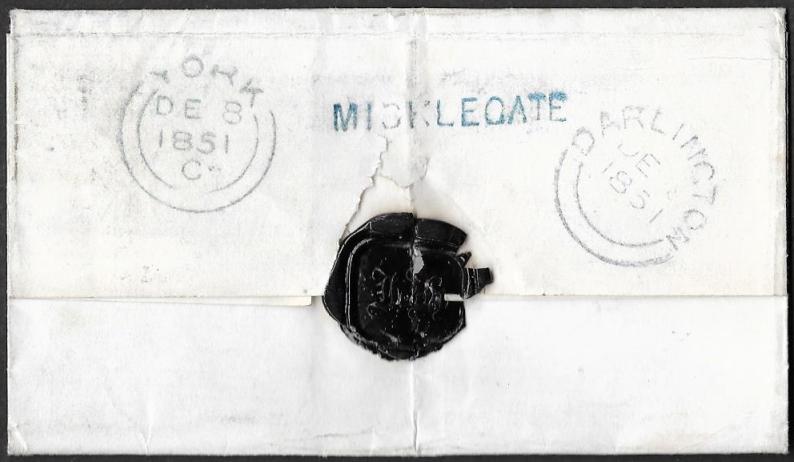 YORK
DE 8
1851
C
MICKLEGATE
DARLINGTON
DE
1851